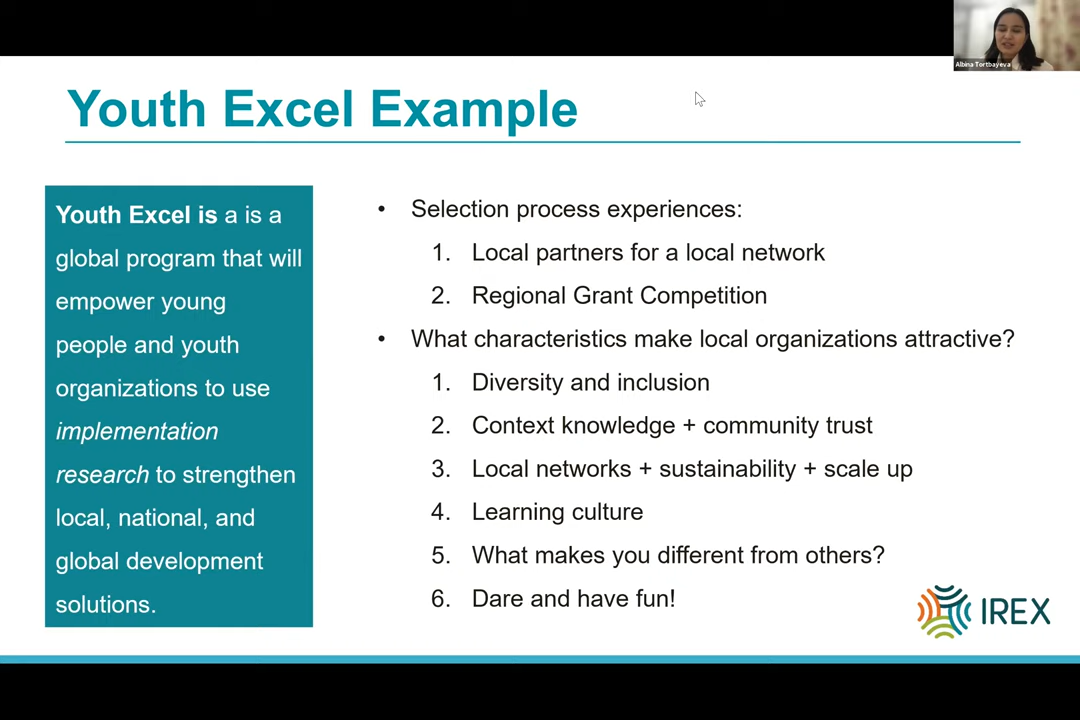 Albina Tortbayeva
Youth Excel Example
Youth Excel is a is a
global program that will
empower young
people and youth
organizations to use
implementation
research to strengthen
local, national, and
global development
solutions.
• Selection process experiences:
1. Local partners for a local network
2. Regional Grant Competition
• What characteristics make local organizations attractive?
1. Diversity and inclusion
2. Context knowledge + community trust
3. Local networks + sustainability + scale up
4. Learning culture
5. What makes you different from others?
6. Dare and have fun!
IREX